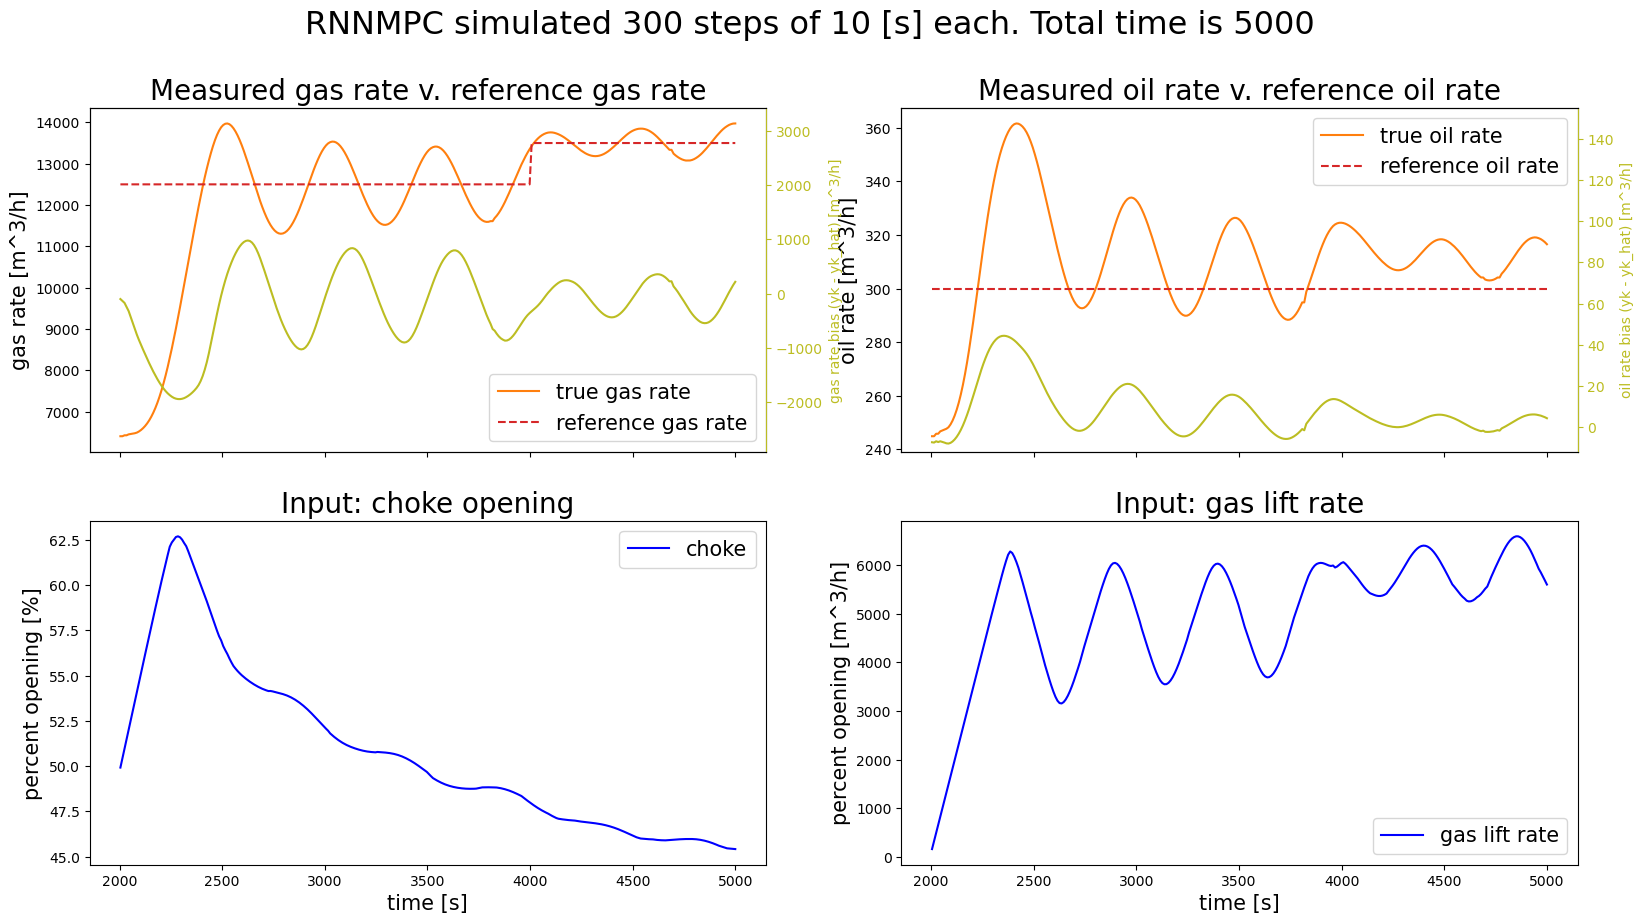 RNNMPC simulated 300 steps of 10 [s] each. Total time is 5000
Measured gas rate v. reference gas rate
gas rate [m^3/h]
14000
13000
12000
11000
10000
9000
8000
7000
true gas rate
reference gas rate
3000
2000
1000
0
−1000
−2000
gas rate bias (yk - yk_hat) [m^3/h]
Measured oil rate v. reference oil rate
oil rate [m^3/h]
360
340
320
300
280
260
240
true oil rate
reference oil rate
140
120
100
80
60
40
20
0
oil rate bias (yk - yk_hat) [m^3/h]
Input: choke opening
percent opening [%]
62.5
60.0
57.5
55.0
52.5
50.0
47.5
45.0
choke
2000 2500 3000 3500 4000 4500 5000
time [s]
Input: gas lift rate
percent opening [m^3/h]
6000
5000
4000
3000
2000
1000
0
gas lift rate
2000 2500 3000 3500 4000 4500 5000
time [s]